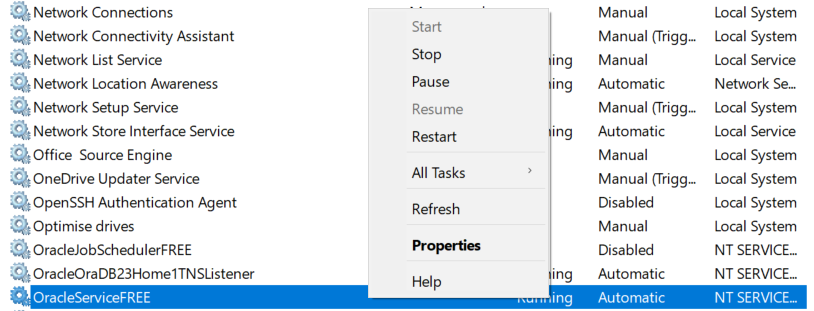 Network Connections Manual Local System
Start
Network Connectivity Assistant Manual (Trigg... Local System
Stop
Network List Service Manual Local Service
Pause
Network Location Awareness Automatic Network Se...
Resume
Network Setup Service Manual (Trigg... Local System
Restart
Network Store Interface Service Automatic Local Service
Office Source Engine Manual Local System
All Tasks
OneDrive Updater Service Manual (Trigg... Local System
OpenSSH Authentication Agent Disabled Local System
Refresh
Optimise drives Manual Local System
Properties
OracleJobSchedulerFREE Disabled NT SERVICE...
OracleOraDB23Home1TNSListener Automatic NT SERVICE...
Help
OracleServiceFREE Running Automatic NT SERVICE...